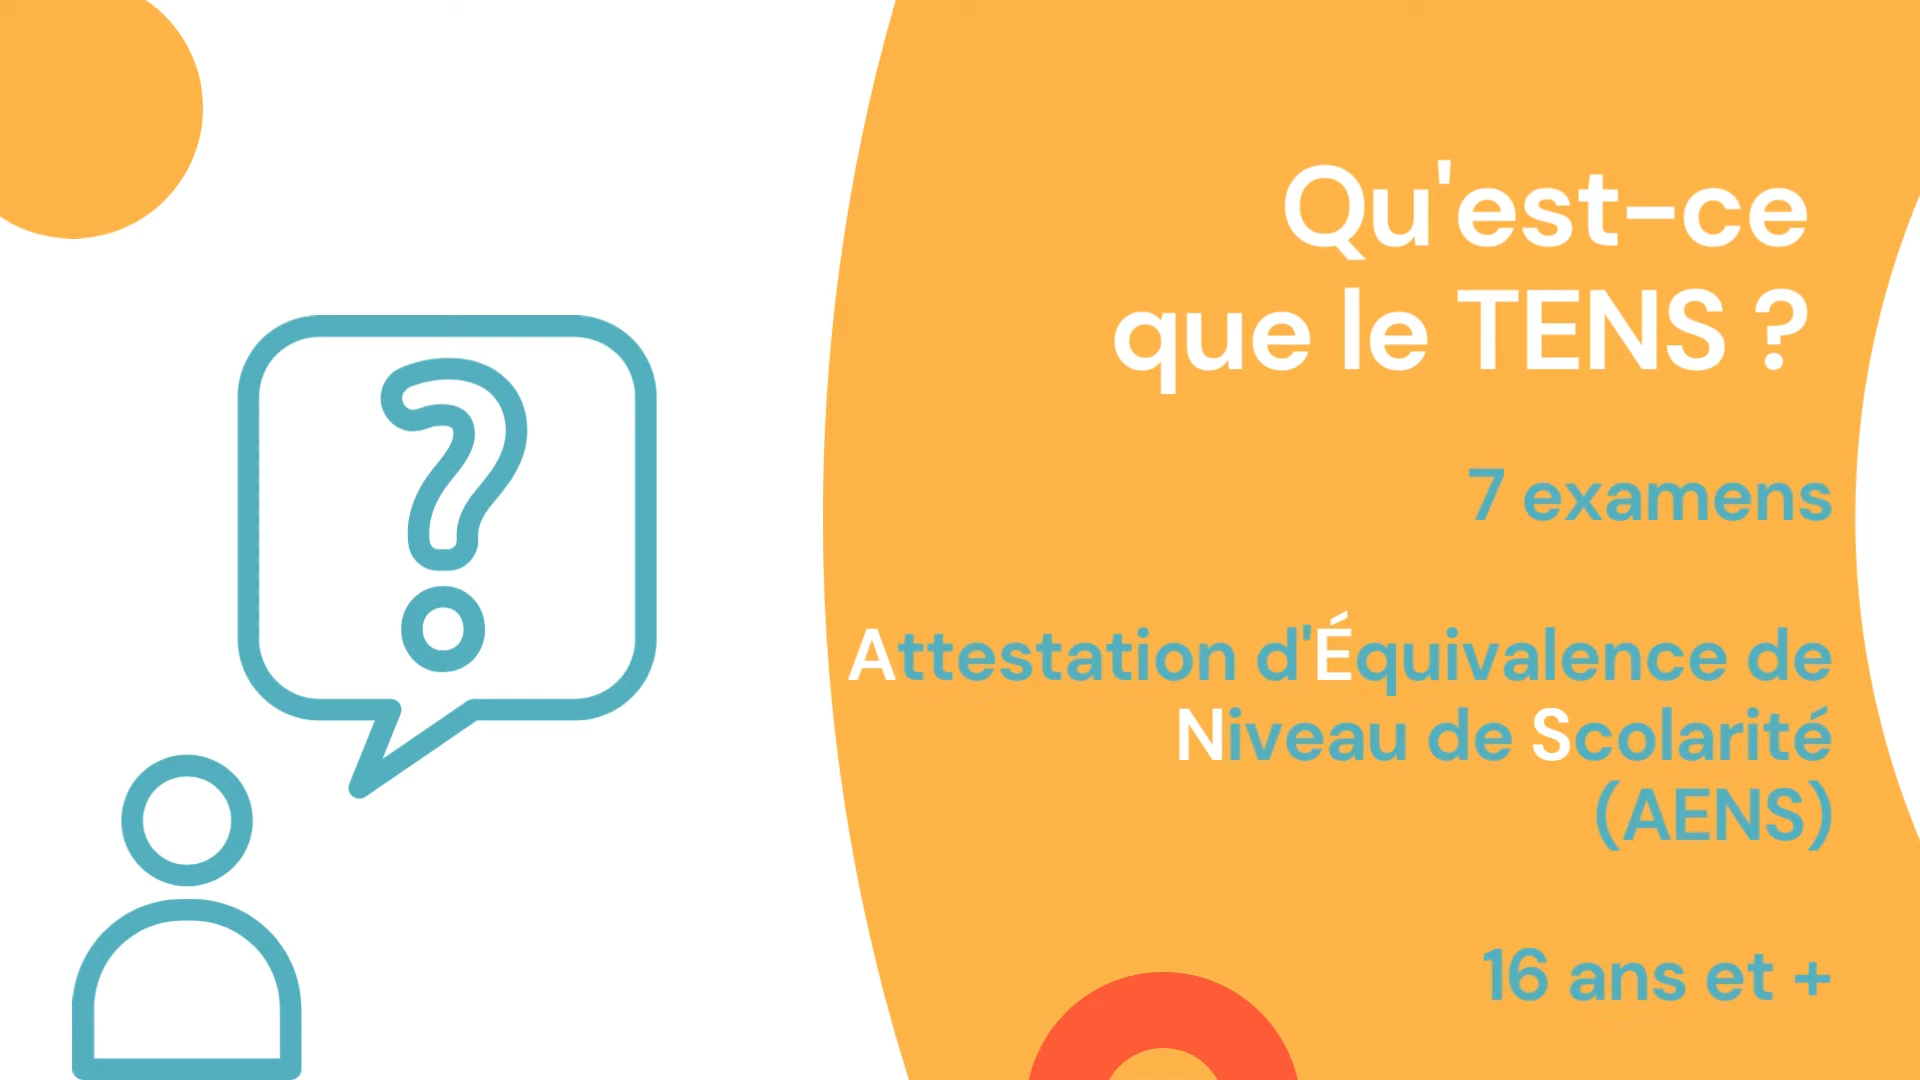 Qu'est-ce
que le TENS ?
7 examens
Attestation d'Équivalence de
Niveau de Scolarité
(AENS)
16 ans et +
?